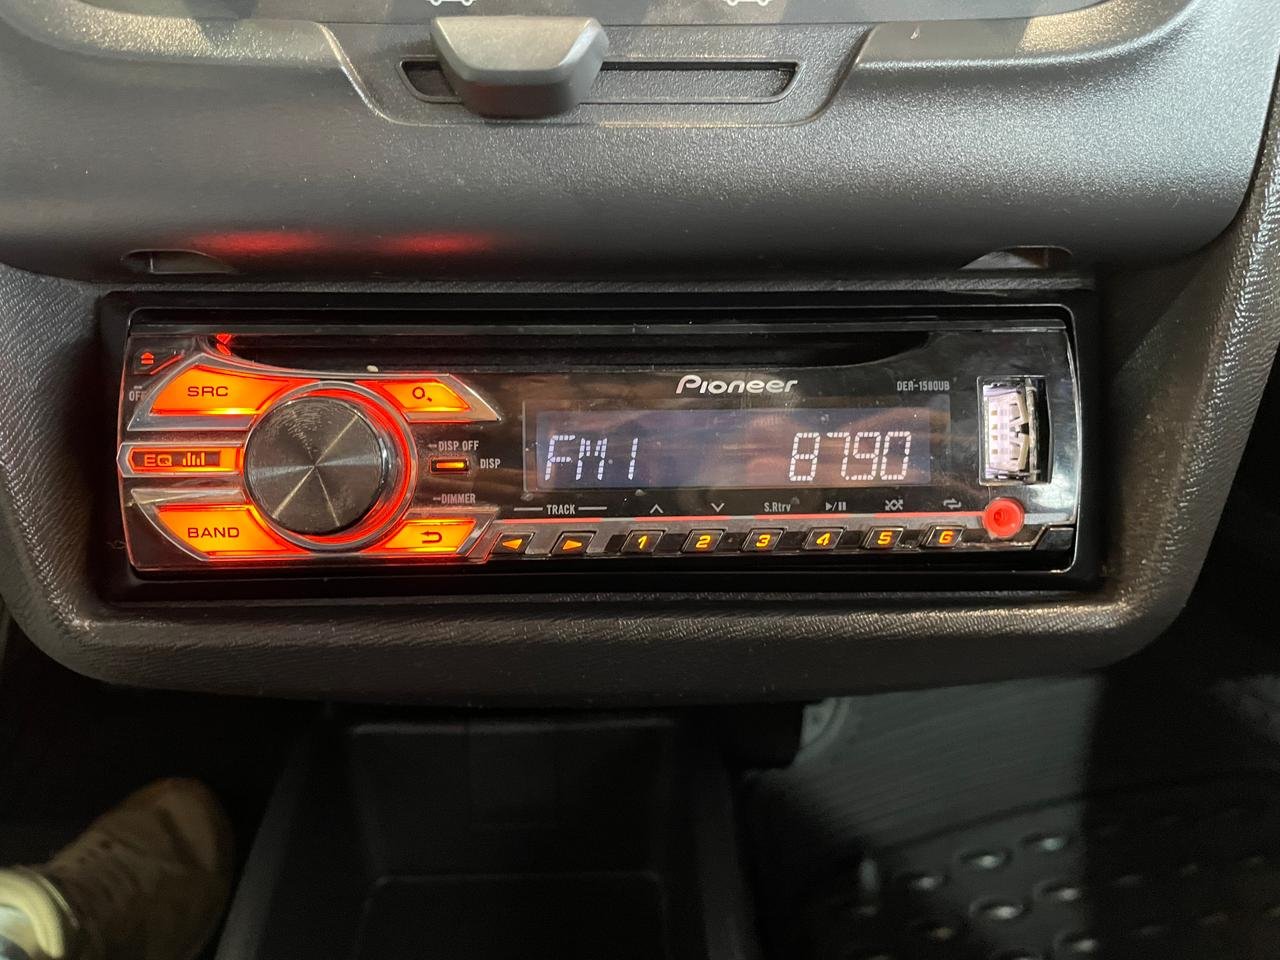 Pioneer
DEH-1580UB
SRC
OFF
DISP OFF
DISP
EQ
FM1 87.90
DIMMER
BAND
TRACK
S.Rtrv
1 2 3 4 5 6